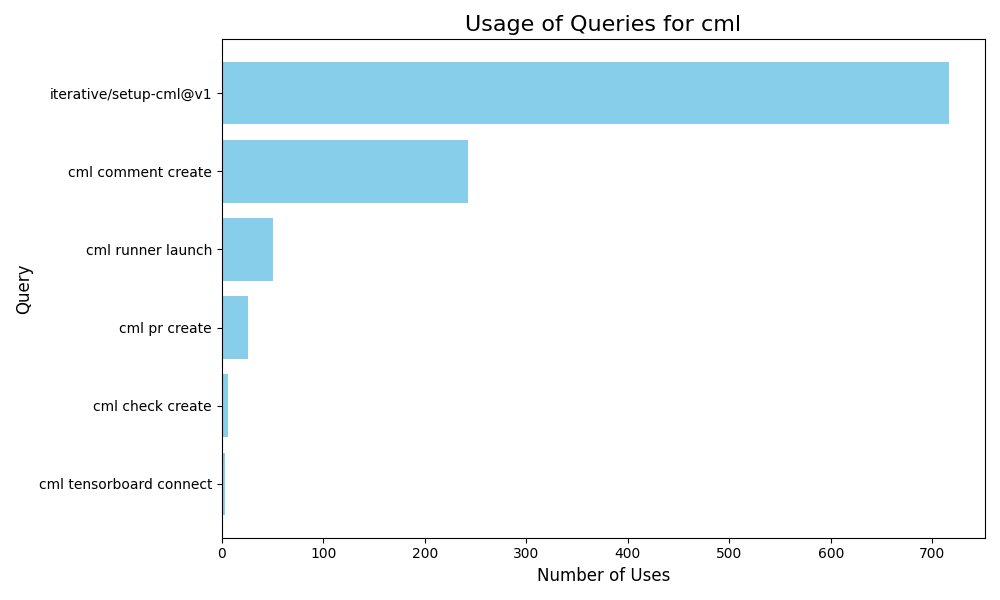 Usage of Queries for cml
Query
iterative/setup-cml@v1
cml comment create
cml runner launch
cml pr create
cml check create
cml tensorboard connect
0 100 200 300 400 500 600 700
Number of Uses